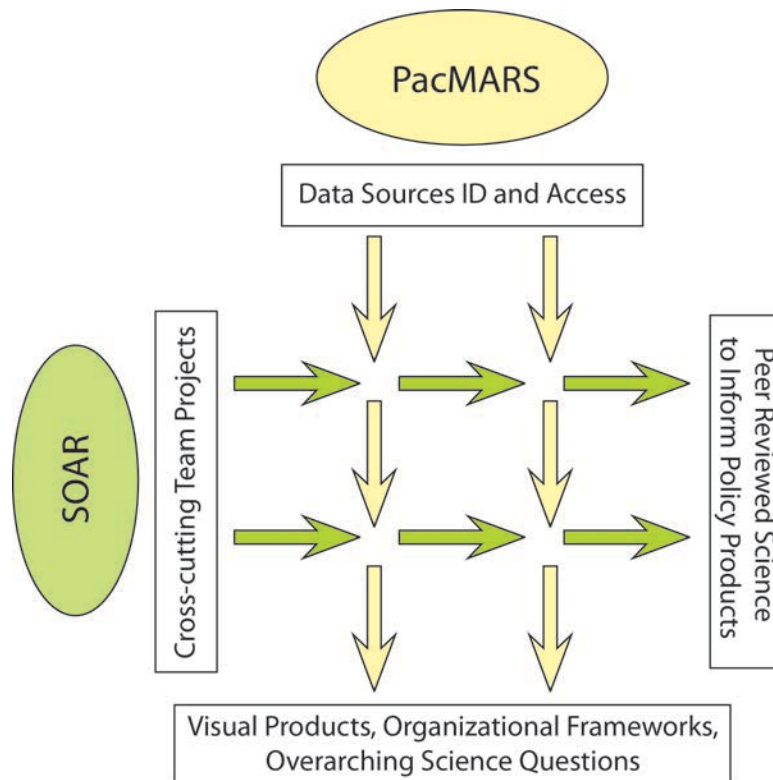 PacMARS
Data Sources ID and Access
SOAR
Cross-cutting Team Projects
Peer Reviewed Science
to Inform Policy Products
Visual Products, Organizational Frameworks,
Overarching Science Questions